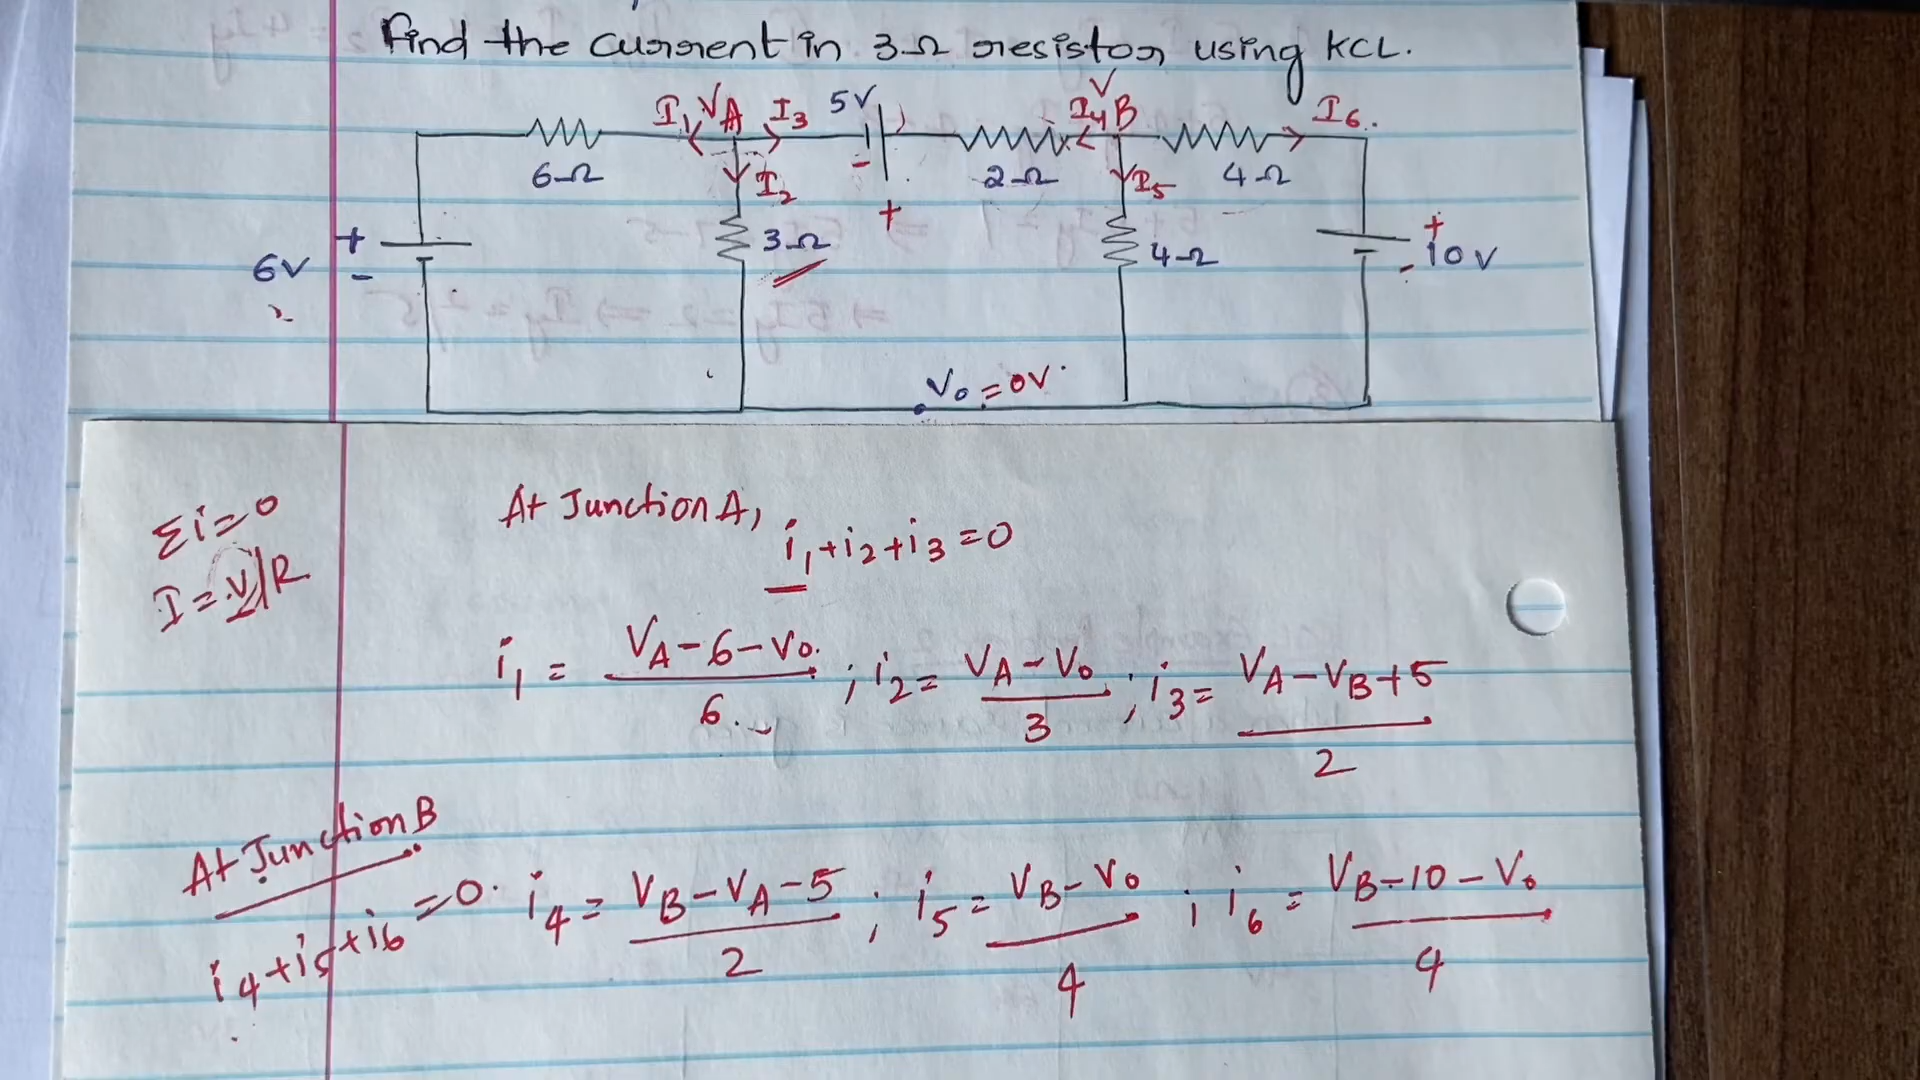 Find the current in 3Ω resistor using KCL.
I1 VA I3 5V I4 VB I6.
6Ω I2 - 2Ω I5 4Ω
+
+ 3Ω 4Ω +
6V - - 10V
V0 = 0V.
Σi=0
I = V/R
At Junction A,
i1+i2+i3 = 0
i1 = VA-6-V0. / 6. ; i2 = VA-V0 / 3 ; i3 = VA-VB+5 / 2
At Junction B
i4+i5+i6 = 0. i4 = VB-VA-5 / 2 ; i5 = VB-V0 / 4 ; i6 = VB-10-V0 / 4